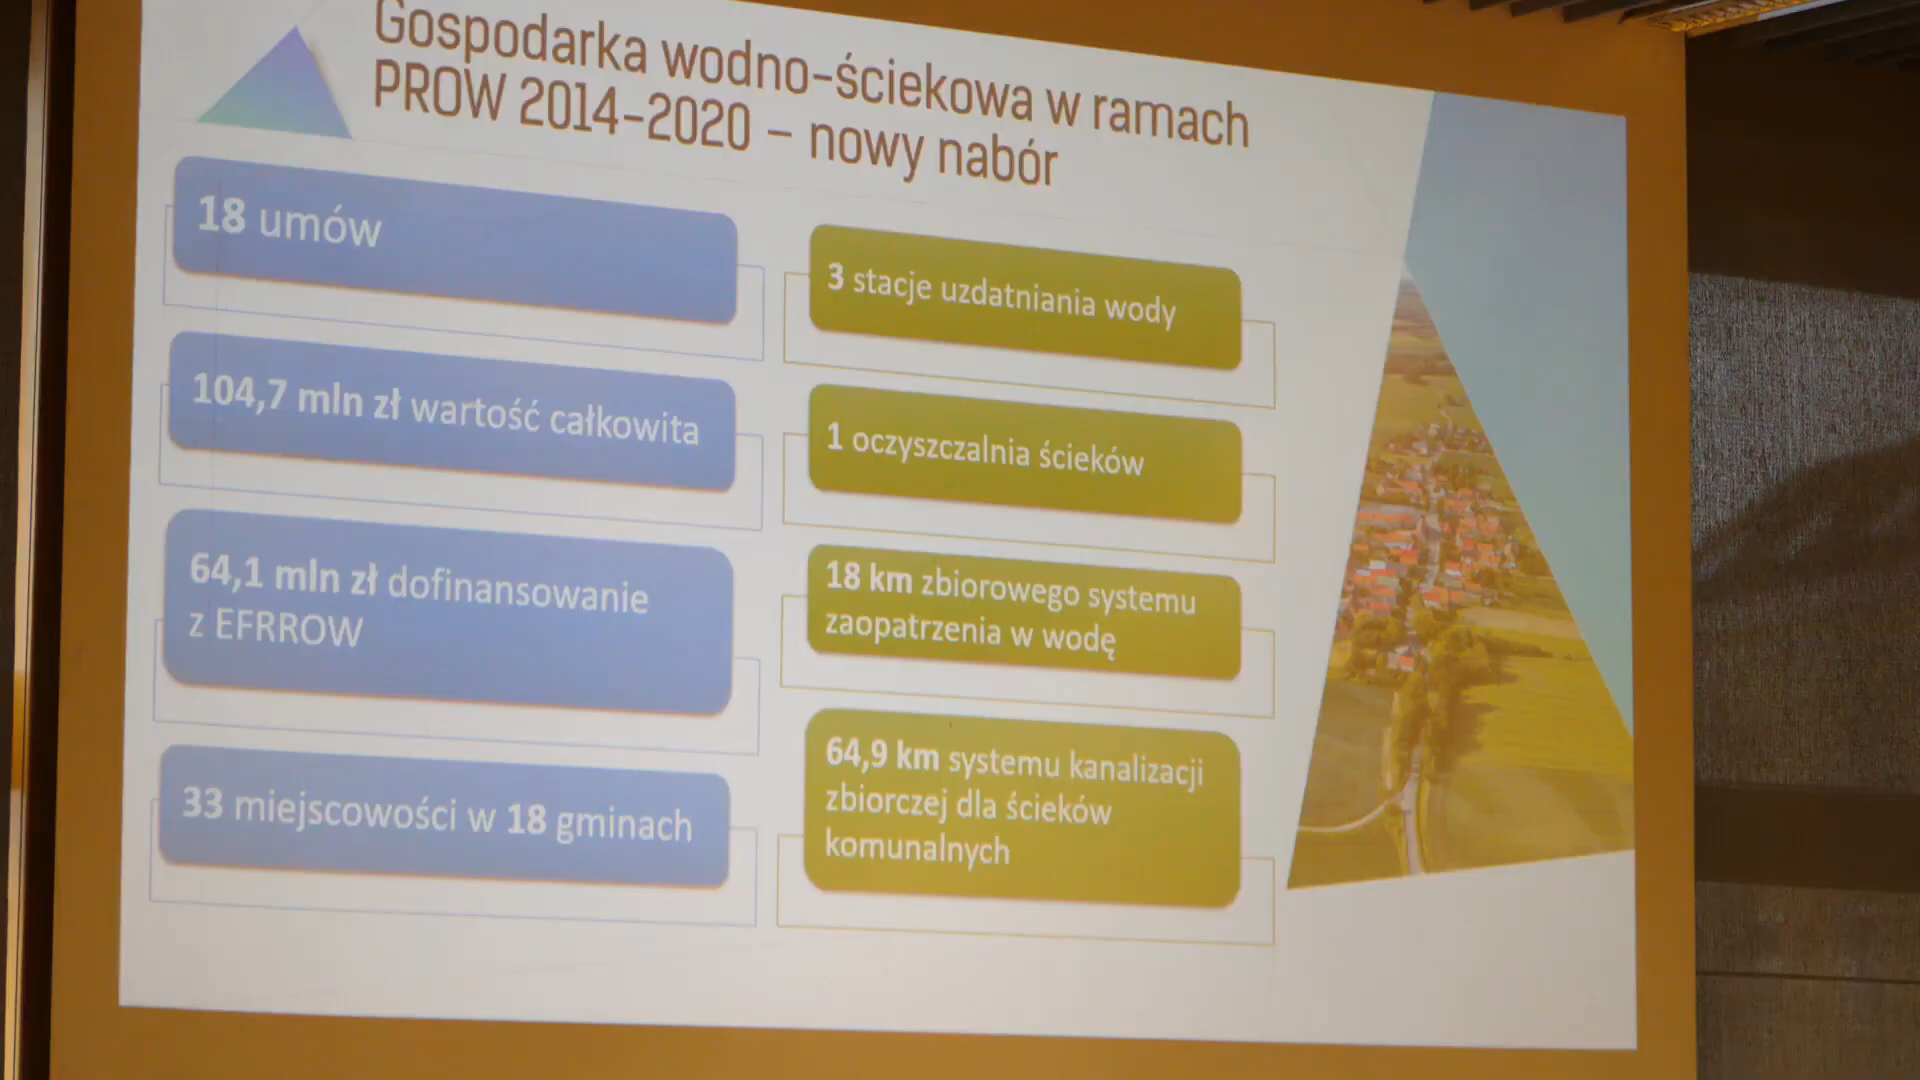 Gospodarka wodno-ściekowa w ramach
PROW 2014-2020 – nowy nabór
18 umów
104,7 mln zł wartość całkowita
64,1 mln zł dofinansowanie
z EFRROW
33 miejscowości w 18 gminach
3 stacje uzdatniania wody
1 oczyszczalnia ścieków
18 km zbiorowego systemu
zaopatrzenia w wodę
64,9 km systemu kanalizacji
zbiorczej dla ścieków
komunalnych